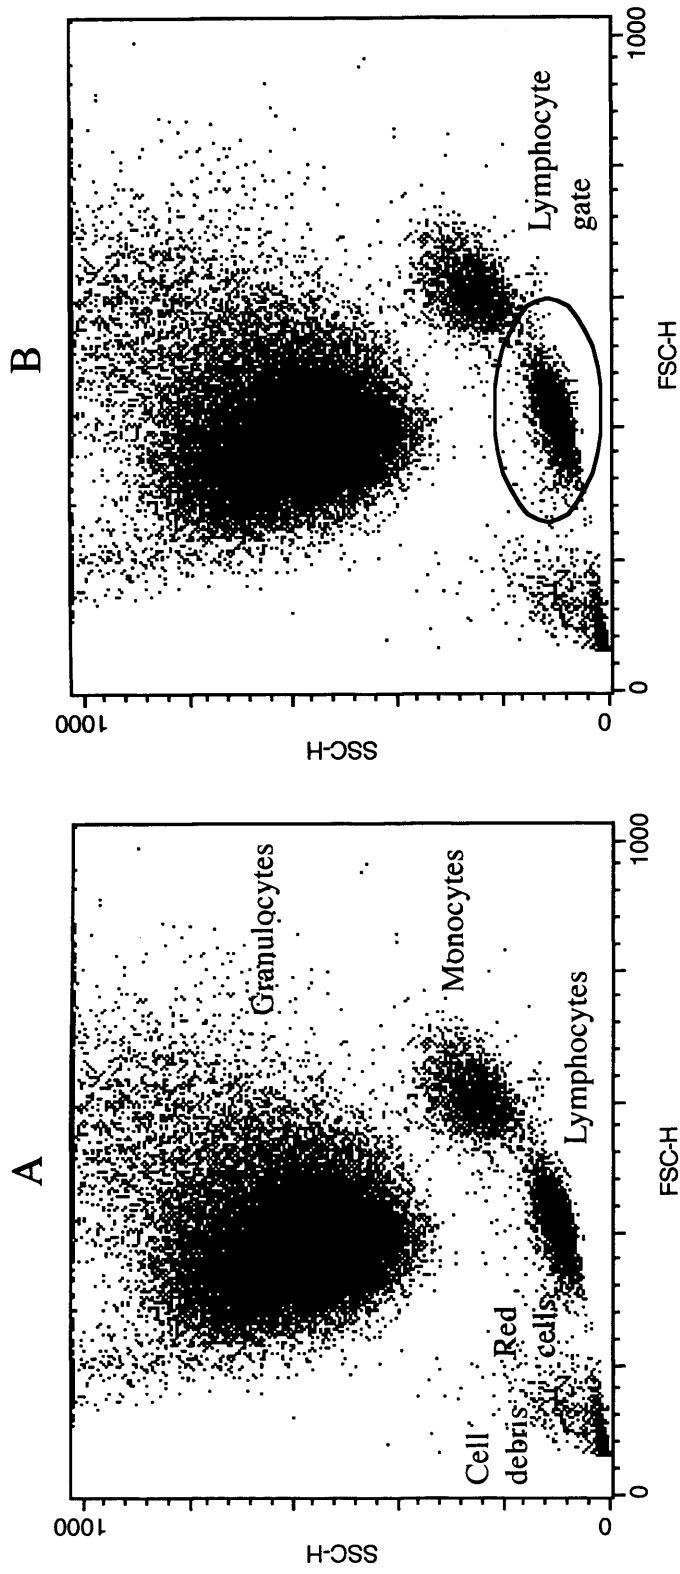 A
1000
SSC-H
0
Granulocytes
Monocytes
Lymphocytes
Cell
debris
Red
cells
0
1000
FSC-H
B
1000
SSC-H
0
Lymphocyte
gate
0
1000
FSC-H